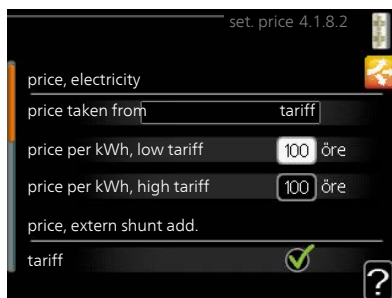 set. price 4.1.8.2
price, electricity
price taken from tariff
price per kWh, low tariff 100 öre
price per kWh, high tariff 100 öre
price, extern shunt add.
tariff
?